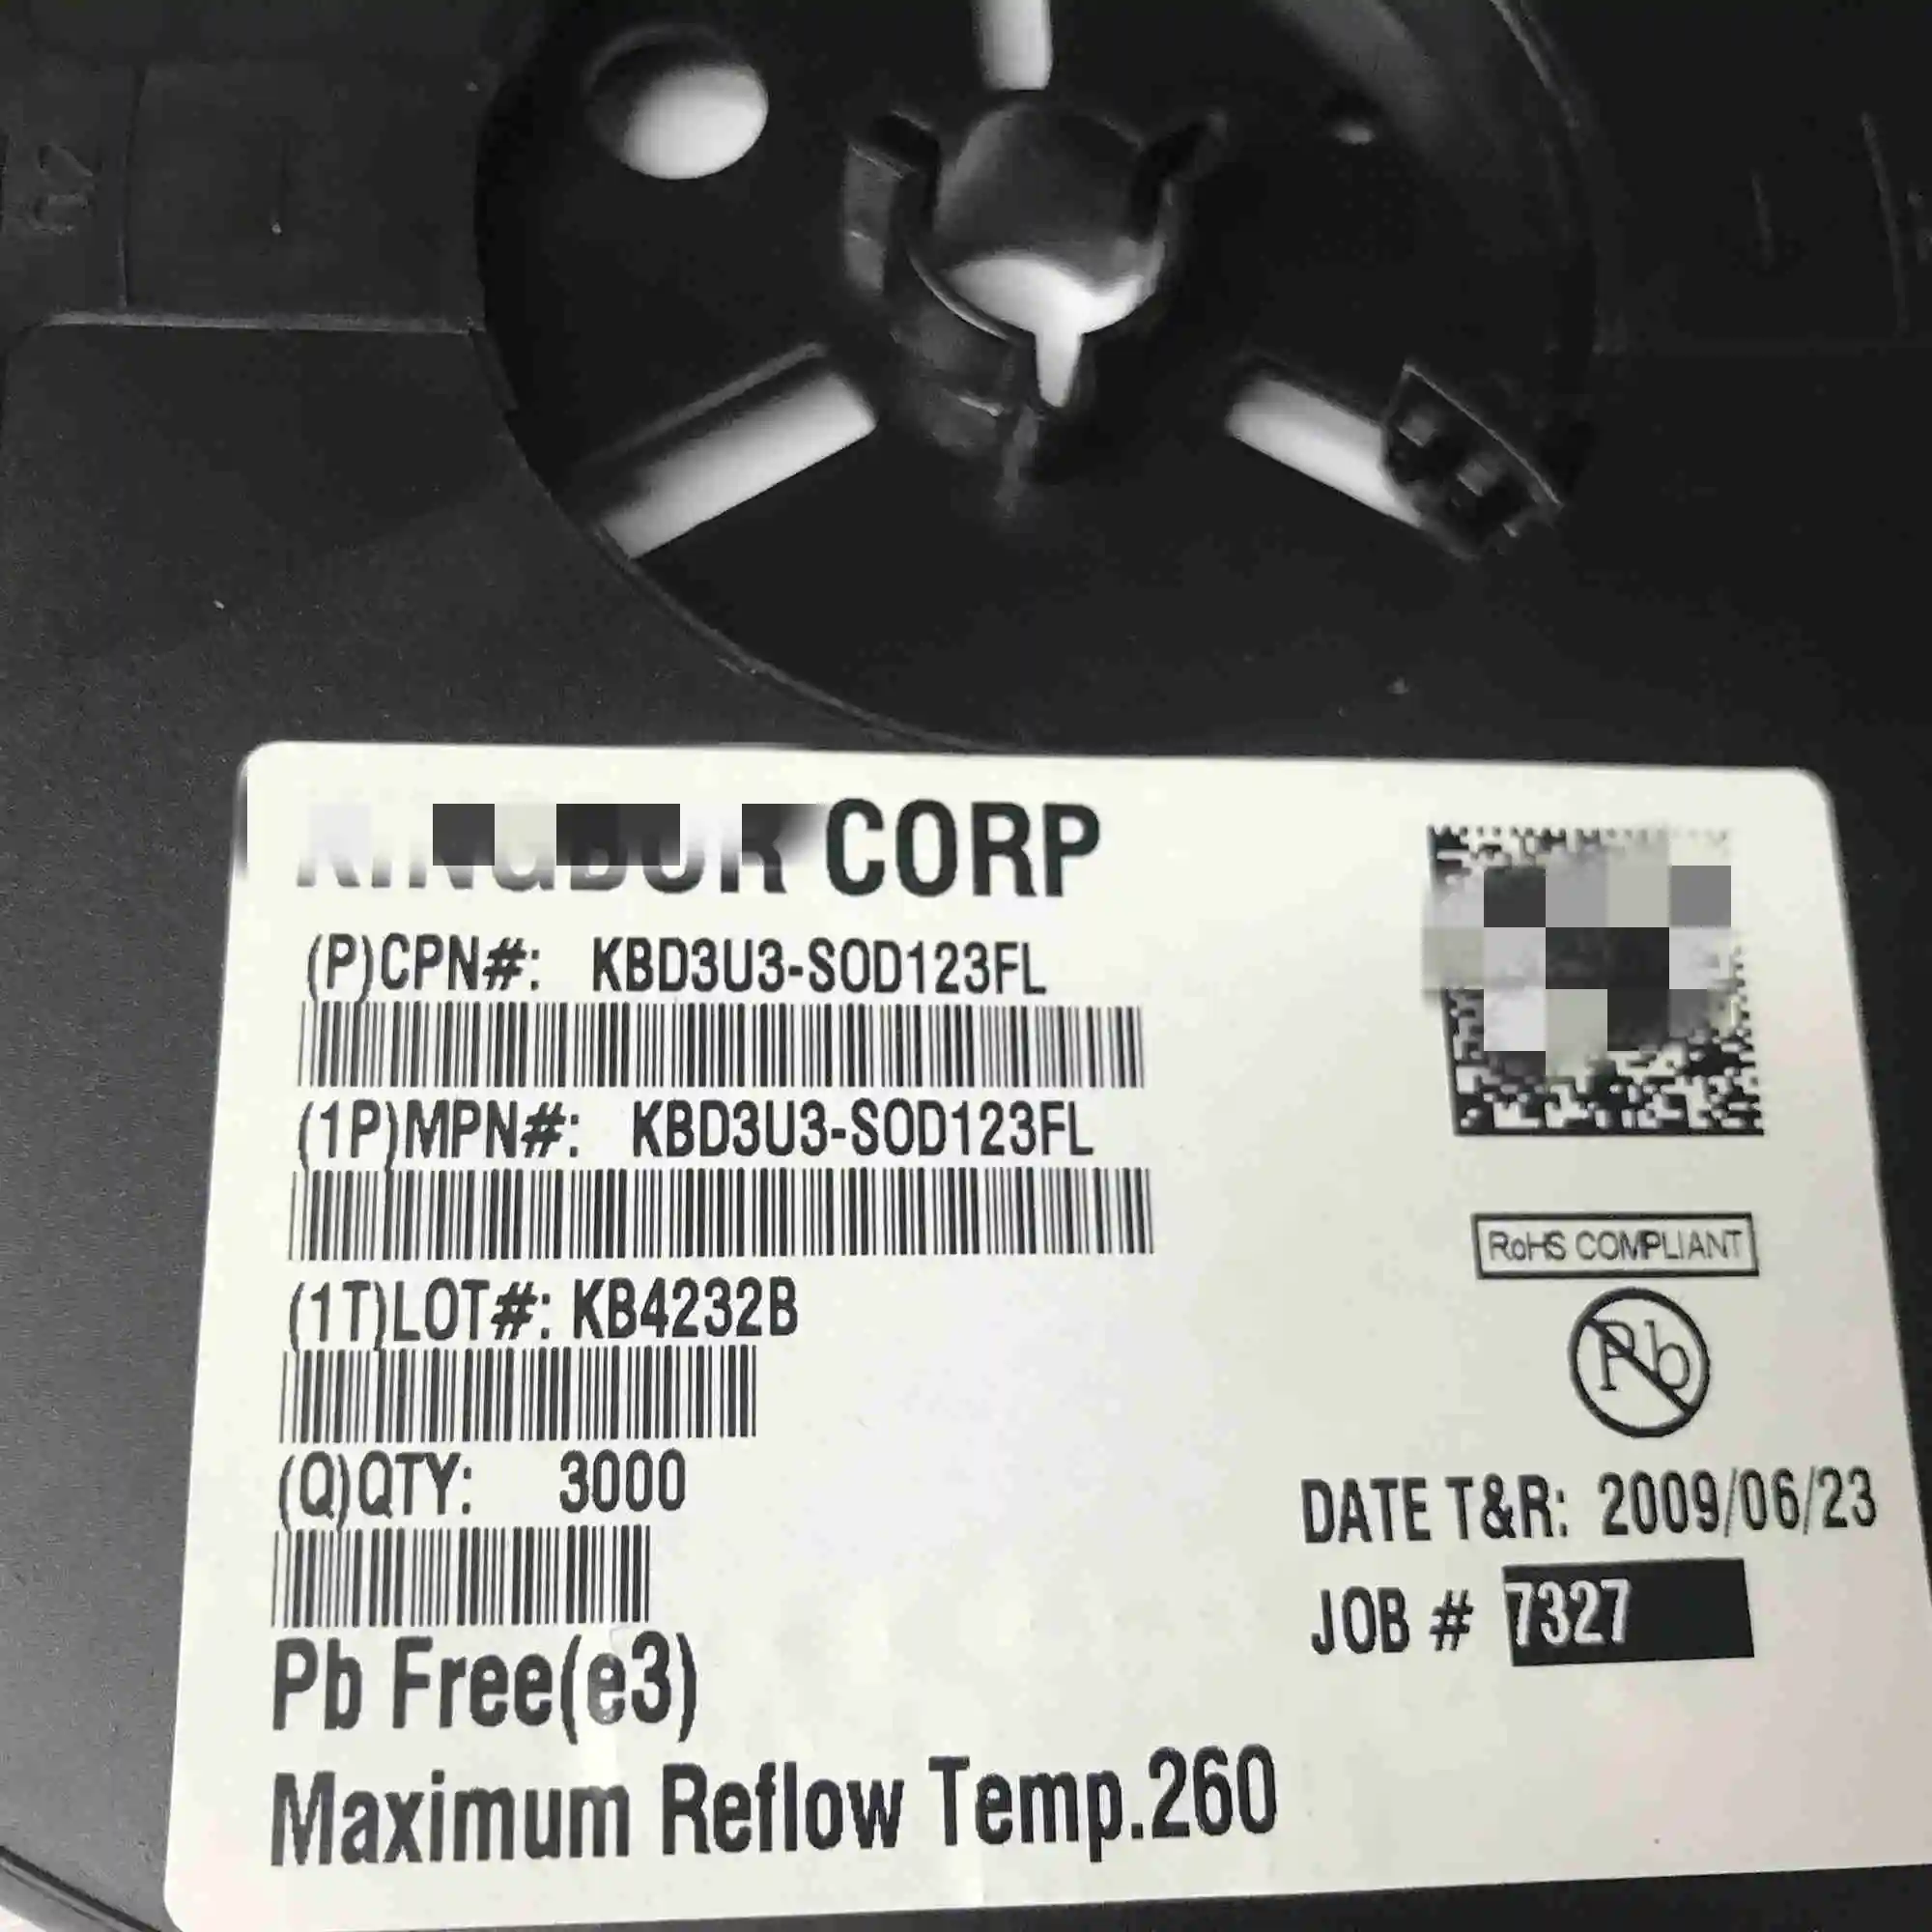 CORP
(P)CPN#: KBD3U3-SOD123FL
(1P)MPN#: KBD3U3-SOD123FL
(1T)LOT#: KB4232B
(Q)QTY: 3000
Pb Free(e3)
Maximum Reflow Temp.260
RoHS COMPLIANT
Pb
DATE T&R: 2009/06/23
JOB # 7327